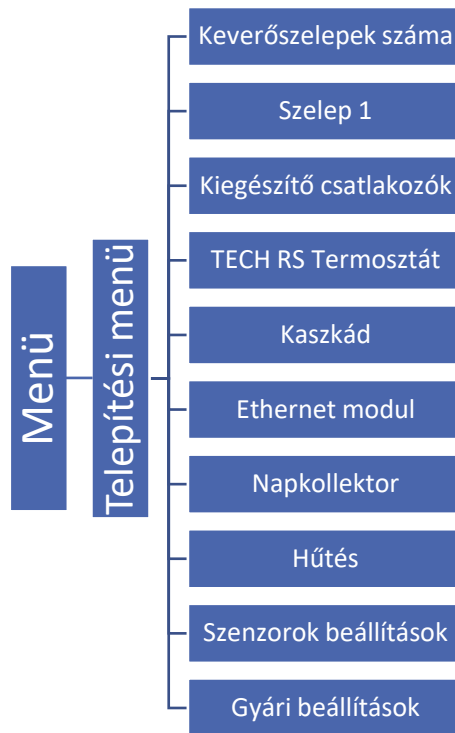 Menü
Telepítési menü
Keverőszelepek száma
Szelep 1
Kiegészítő csatlakozók
TECH RS Termosztát
Kaszkád
Ethernet modul
Napkollektor
Hűtés
Szenzorok beállítások
Gyári beállítások